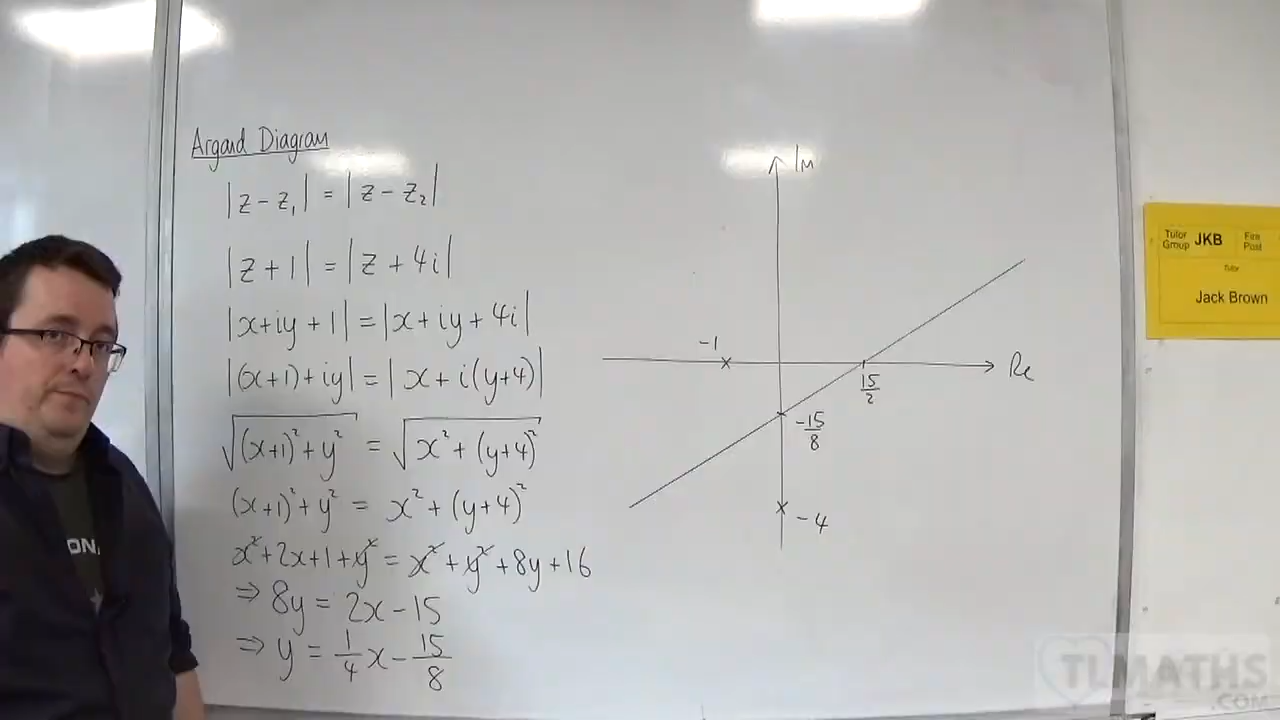 Argand Diagram
|z - z₁| = |z - z₂|
|z + 1| = |z + 4i|
|x+iy + 1| = |x + iy + 4i|
|(x+1) + iy| = |x + i(y+4)|
√((x+1)² + y²) = √(x² + (y+4)²)
(x+1)² + y² = x² + (y+4)²
x² + 2x + 1 + y² = x² + y² + 8y + 16
⇒ 8y = 2x - 15
⇒ y = 1/4 x - 15/8
Im
-1
Re
15/2
-15/8
-4
Tutor Group JKB Fire Post
Tutor
Jack Brown
ON
TLMATHS
.COM